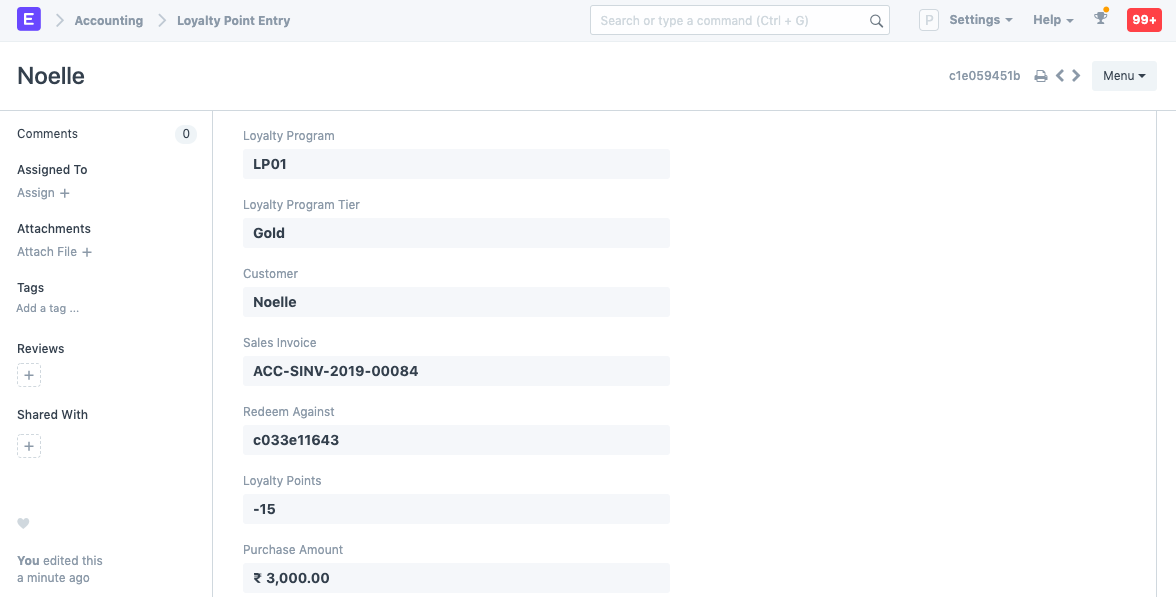 E Accounting Loyalty Point Entry Search or type a command (Ctrl + G) P Settings Help 99+
Noelle c1e059451b Menu
Comments 0
Assigned To
Assign +
Attachments
Attach File +
Tags
Add a tag ...
Reviews
+
Shared With
+
You edited this
a minute ago
Loyalty Program
LP01
Loyalty Program Tier
Gold
Customer
Noelle
Sales Invoice
ACC-SINV-2019-00084
Redeem Against
c033e11643
Loyalty Points
-15
Purchase Amount
₹ 3,000.00